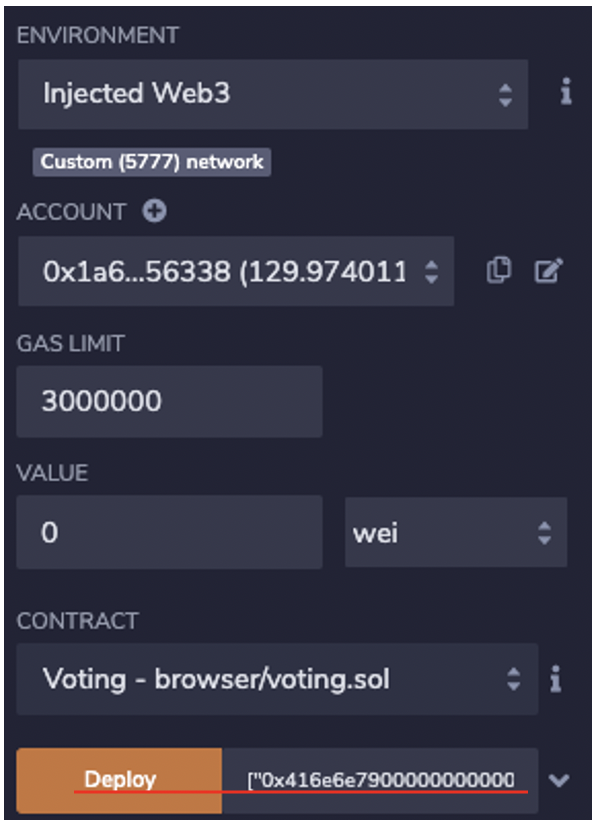 ENVIRONMENT
Injected Web3
Custom (5777) network
ACCOUNT
0x1a6...56338 (129.974011
GAS LIMIT
3000000
VALUE
0 wei
CONTRACT
Voting - browser/voting.sol
Deploy ["0x416e6e7900000000000000